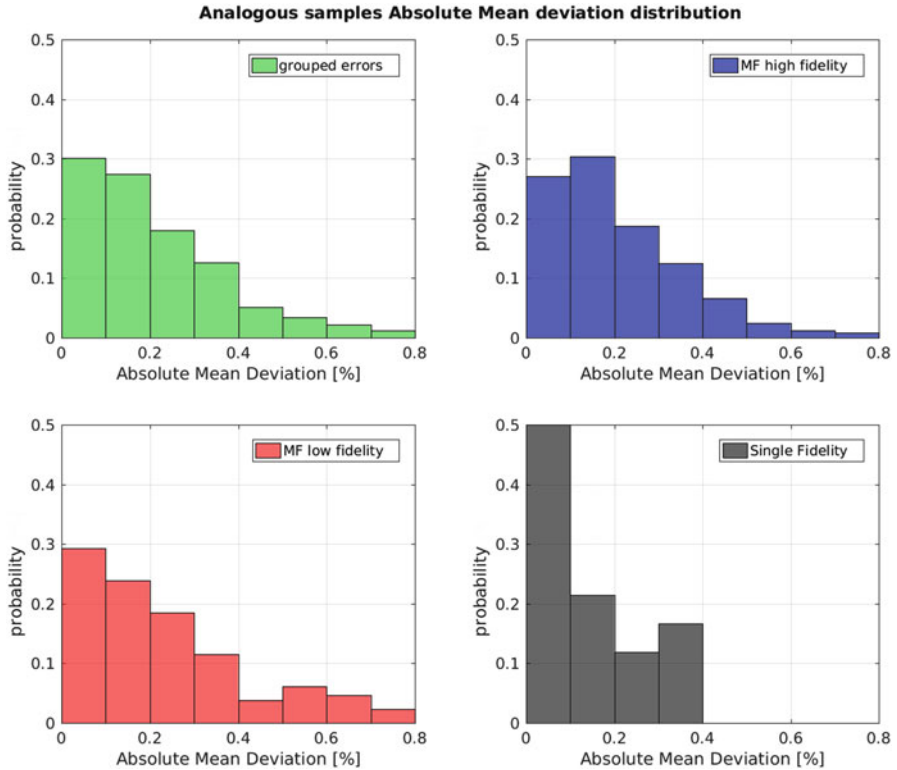 Analogous samples Absolute Mean deviation distribution
grouped errors
0.5
0.4
0.3
0.2
0.1
0
probability
0 0.2 0.4 0.6 0.8
Absolute Mean Deviation [%]
MF high fidelity
0.5
0.4
0.3
0.2
0.1
0
probability
0 0.2 0.4 0.6 0.8
Absolute Mean Deviation [%]
MF low fidelity
0.5
0.4
0.3
0.2
0.1
0
probability
0 0.2 0.4 0.6 0.8
Absolute Mean Deviation [%]
Single Fidelity
0.5
0.4
0.3
0.2
0.1
0
probability
0 0.2 0.4 0.6 0.8
Absolute Mean Deviation [%]